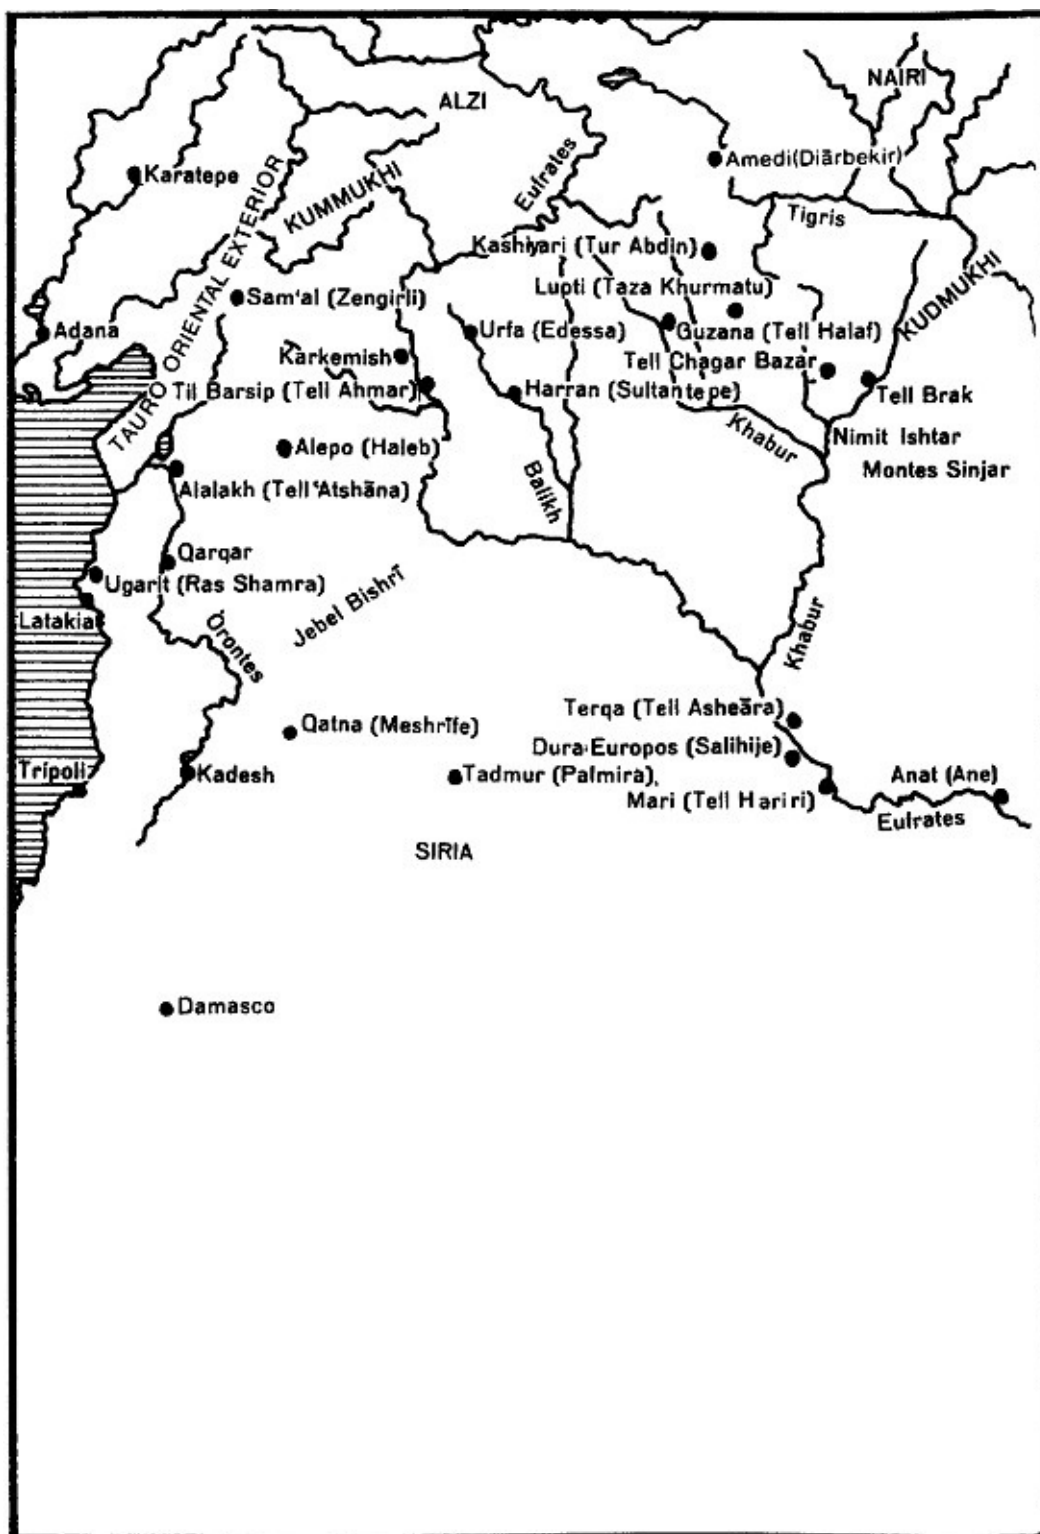 NAIRI
ALZI
Amedi (Diārbekir)
Karatepe
Eufrates
KUMMUKHI
Tigris
TAURO ORIENTAL EXTERIOR
Kashiyari (Tur Abdin)
KUDMUKHI
Lupti (Taza Khurmatu)
Sam'al (Zengirli)
Adana
Urfa (Edessa)
Guzana (Tell Halaf)
Karkemish
Tell Chagar Bazar
Til Barsip (Tell Ahmar)
Harran (Sultantepe)
Tell Brak
Khabur
Nimit Ishtar
Alepo (Haleb)
Montes Sinjar
Alalakh (Tell 'Atshāna)
Balikh
Qarqar
Ugarit (Ras Shamra)
Jebel Bishrī
Latakia
Orontes
Khabur
Terqa (Tell Asheāra)
Qatna (Meshrīfe)
Dura-Europos (Salihije)
Trípoli
Kadesh
Tadmur (Palmira),
Anat (Ane)
Mari (Tell Hariri)
Eufrates
SIRIA
Damasco